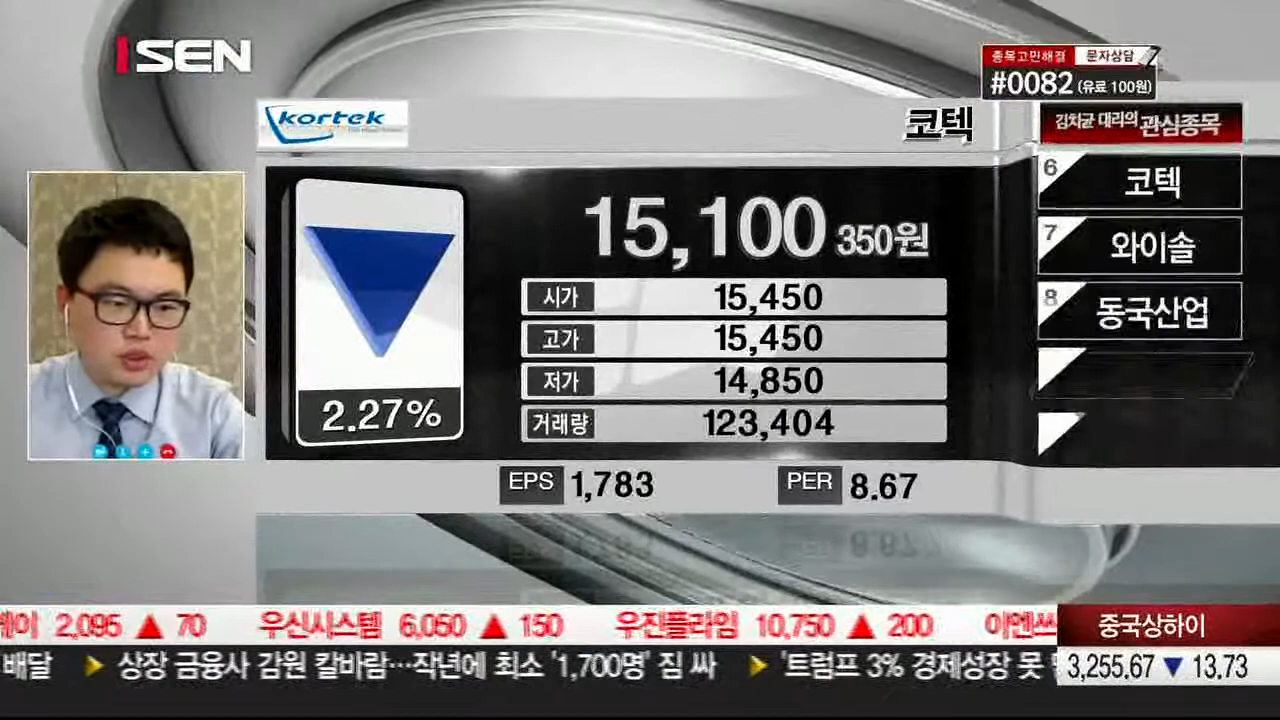 SEN
종목고민해결 문자상담
#0082 (유료 100원)
kortek
코텍
김치균 대리의 관심종목
6 코텍
7 와이솔
8 동국산업
15,100 350원
2.27%
시가 15,450
고가 15,450
저가 14,850
거래량 123,404
EPS 1,783 PER 8.67
2,095 ▲ 70 우신시스템 6,050 ▲ 150 우진플라임 10,750 ▲ 200 이엔쓰
중국상하이
배달 ▶ 상장 금융사 감원 칼바람…작년에 최소 '1,700명' 짐 싸 ▶ '트럼프 3% 경제성장 못
3,255.67 ▼ 13.73